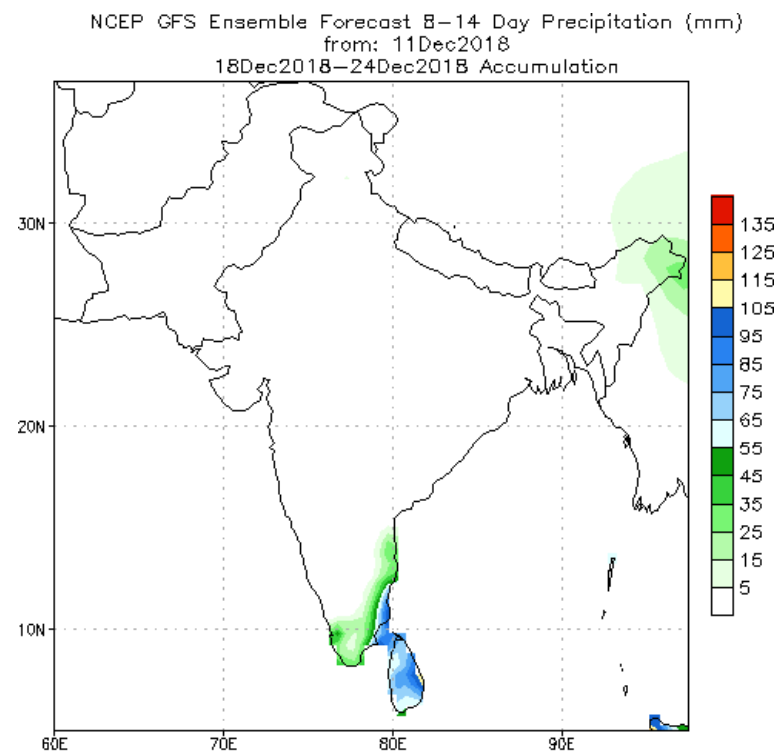 NCEP GFS Ensemble Forecast 8-14 Day Precipitation (mm)
from: 11Dec2018
18Dec2018-24Dec2018 Accumulation
30N
20N
10N
60E
70E
80E
90E
135
125
115
105
95
85
75
65
55
45
35
25
15
5